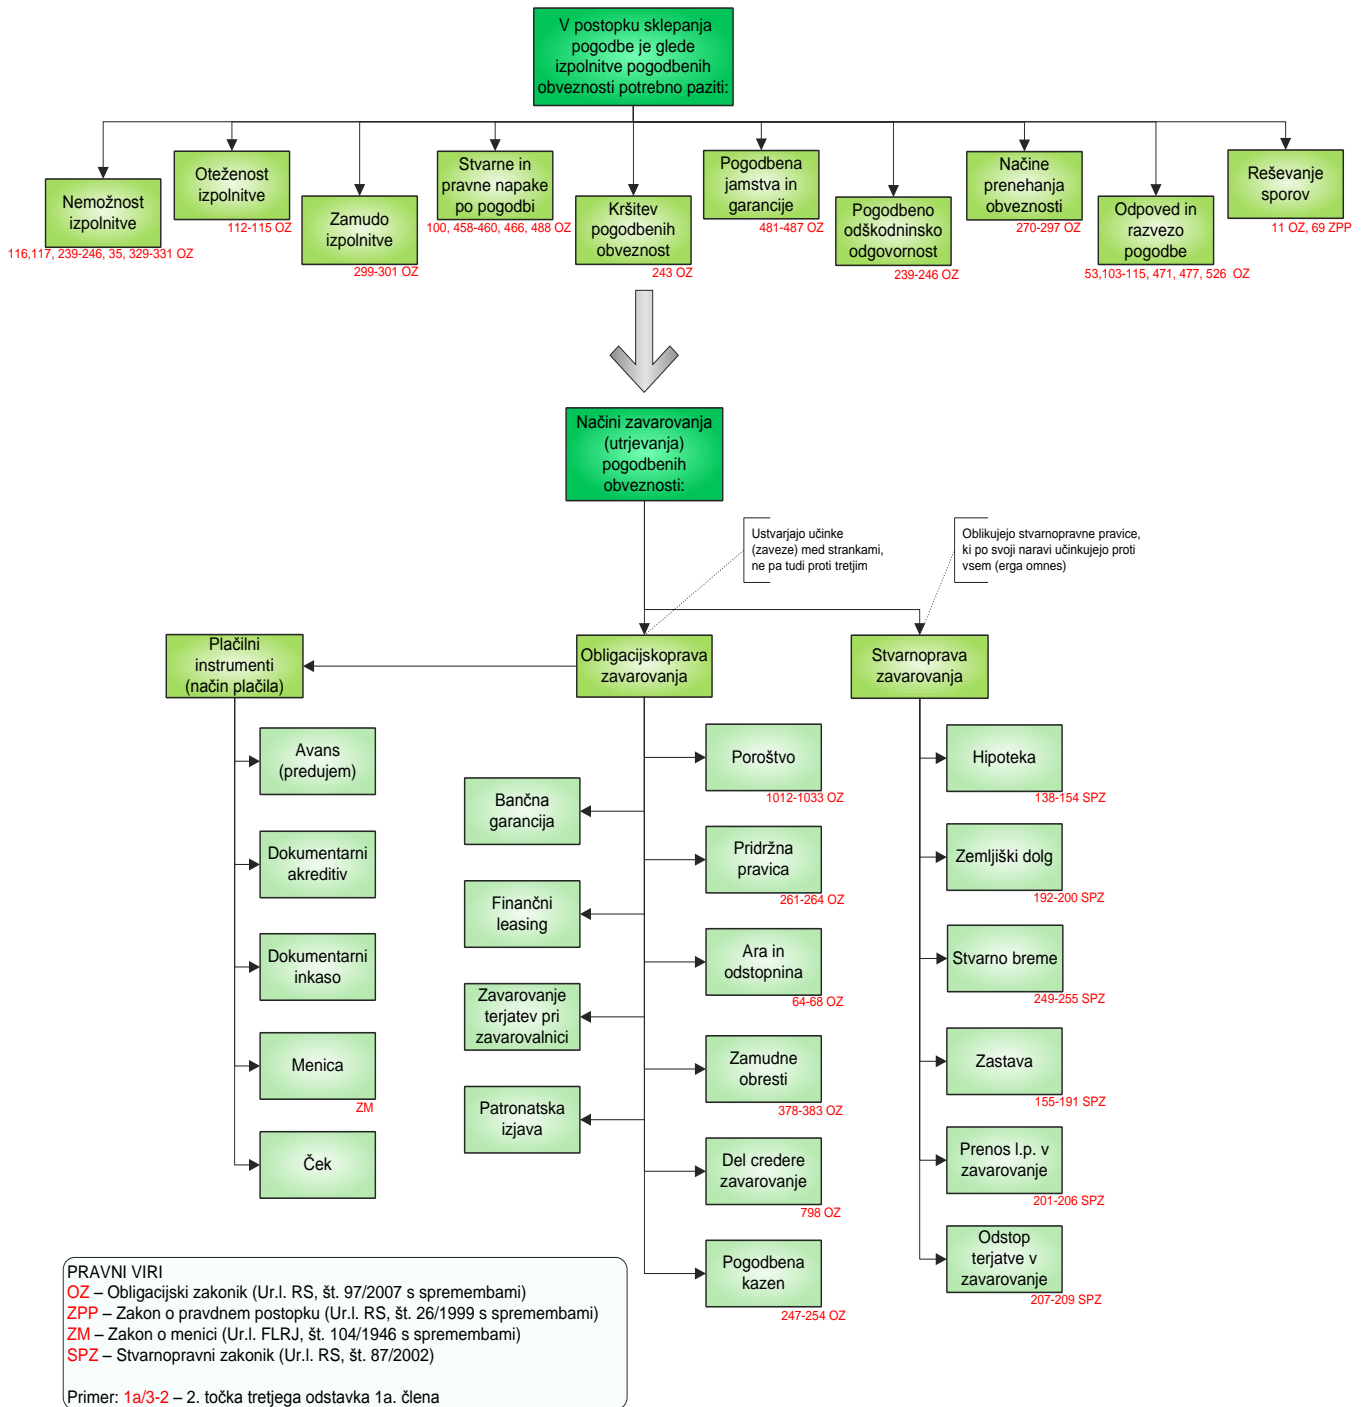 V postopku sklepanja
pogodbe je glede
izpolnitve pogodbenih
obveznosti potrebno paziti:
Nemožnost
izpolnitve
116,117, 239-246, 35, 329-331 OZ
Oteženost
izpolnitve
112-115 OZ
Zamudo
izpolnitve
299-301 OZ
Stvarne in
pravne napake
po pogodbi
100, 458-460, 466, 488 OZ
Kršitev
pogodbenih
obveznost
243 OZ
Pogodbena
jamstva in
garancije
481-487 OZ
Pogodbeno
odškodninsko
odgovornost
239-246 OZ
Načine
prenehanja
obveznosti
270-297 OZ
Odpoved in
razvezo
pogodbe
53,103-115, 471, 477, 526 OZ
Reševanje
sporov
11 OZ, 69 ZPP
Načini zavarovanja
(utrjevanja)
pogodbenih
obveznosti:
Ustvarjajo učinke
(zaveze) med strankami,
ne pa tudi proti tretjim
Oblikujejo stvarnopravne pravice,
ki po svoji naravi učinkujejo proti
vsem (erga omnes)
Plačilni
instrumenti
(način plačila)
Obligacijskoprava
zavarovanja
Stvarnoprava
zavarovanja
Avans
(predujem)
Dokumentarni
akreditiv
Dokumentarni
inkaso
Menica
ZM
Ček
Bančna
garancija
Finančni
leasing
Zavarovanje
terjatev pri
zavarovalnici
Patronatska
izjava
Poroštvo
1012-1033 OZ
Pridržna
pravica
261-264 OZ
Ara in
odstopnina
64-68 OZ
Zamudne
obresti
378-383 OZ
Del credere
zavarovanje
798 OZ
Pogodbena
kazen
247-254 OZ
Hipoteka
138-154 SPZ
Zemljiški dolg
192-200 SPZ
Stvarno breme
249-255 SPZ
Zastava
155-191 SPZ
Prenos l.p. v
zavarovanje
201-206 SPZ
Odstop
terjatve v
zavarovanje
207-209 SPZ
PRAVNI VIRI
OZ – Obligacijski zakonik (Ur.l. RS, št. 97/2007 s spremembami)
ZPP – Zakon o pravdnem postopku (Ur.l. RS, št. 26/1999 s spremembami)
ZM – Zakon o menici (Ur.l. FLRJ, št. 104/1946 s spremembami)
SPZ – Stvarnopravni zakonik (Ur.l. RS, št. 87/2002)
Primer: 1a/3-2 – 2. točka tretjega odstavka 1a. člena